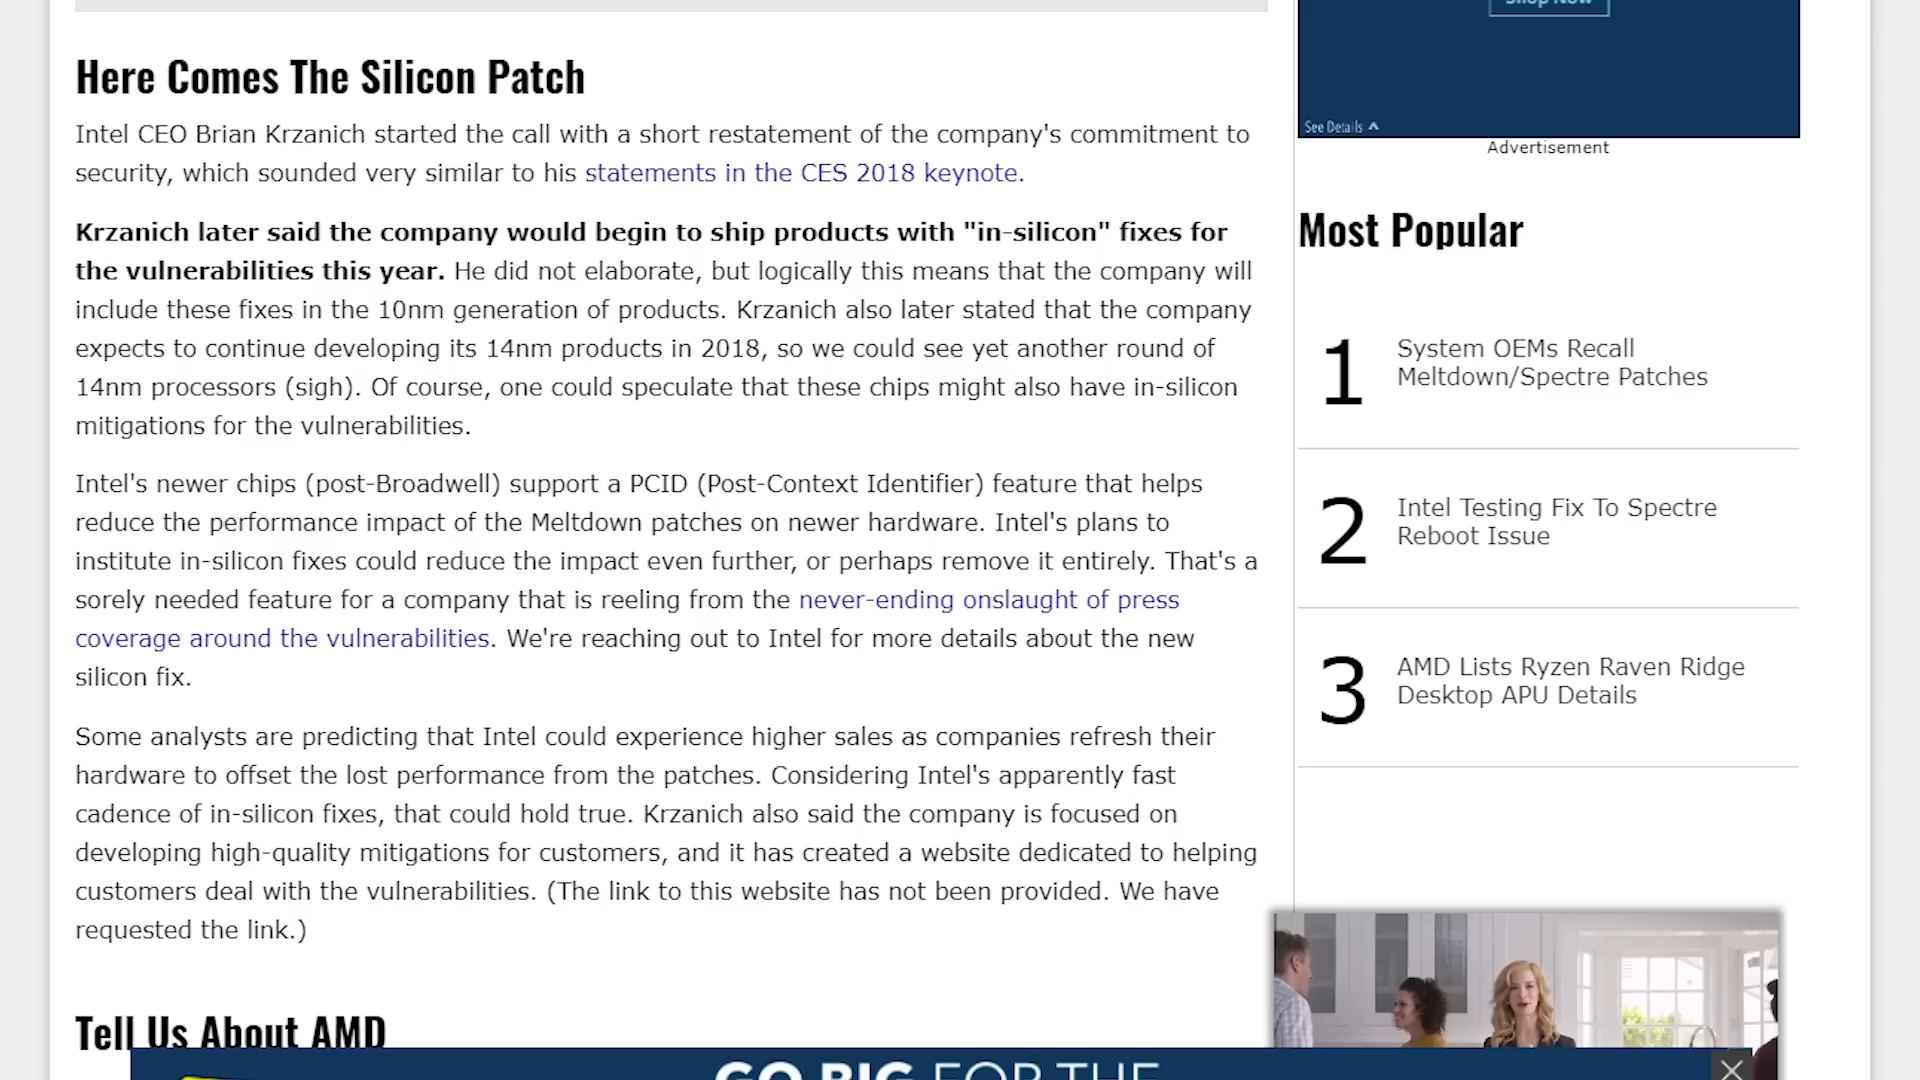 Shop Now
See Details
Advertisement
Here Comes The Silicon Patch
Intel CEO Brian Krzanich started the call with a short restatement of the company's commitment to
security, which sounded very similar to his statements in the CES 2018 keynote.
Krzanich later said the company would begin to ship products with "in-silicon" fixes for
the vulnerabilities this year. He did not elaborate, but logically this means that the company will
include these fixes in the 10nm generation of products. Krzanich also later stated that the company
expects to continue developing its 14nm products in 2018, so we could see yet another round of
14nm processors (sigh). Of course, one could speculate that these chips might also have in-silicon
mitigations for the vulnerabilities.
Intel's newer chips (post-Broadwell) support a PCID (Post-Context Identifier) feature that helps
reduce the performance impact of the Meltdown patches on newer hardware. Intel's plans to
institute in-silicon fixes could reduce the impact even further, or perhaps remove it entirely. That's a
sorely needed feature for a company that is reeling from the never-ending onslaught of press
coverage around the vulnerabilities. We're reaching out to Intel for more details about the new
silicon fix.
Some analysts are predicting that Intel could experience higher sales as companies refresh their
hardware to offset the lost performance from the patches. Considering Intel's apparently fast
cadence of in-silicon fixes, that could hold true. Krzanich also said the company is focused on
developing high-quality mitigations for customers, and it has created a website dedicated to helping
customers deal with the vulnerabilities. (The link to this website has not been provided. We have
requested the link.)
Tell Us About AMD
Most Popular
1
System OEMs Recall
Meltdown/Spectre Patches
2
Intel Testing Fix To Spectre
Reboot Issue
3
AMD Lists Ryzen Raven Ridge
Desktop APU Details
GO BIG FOR THE